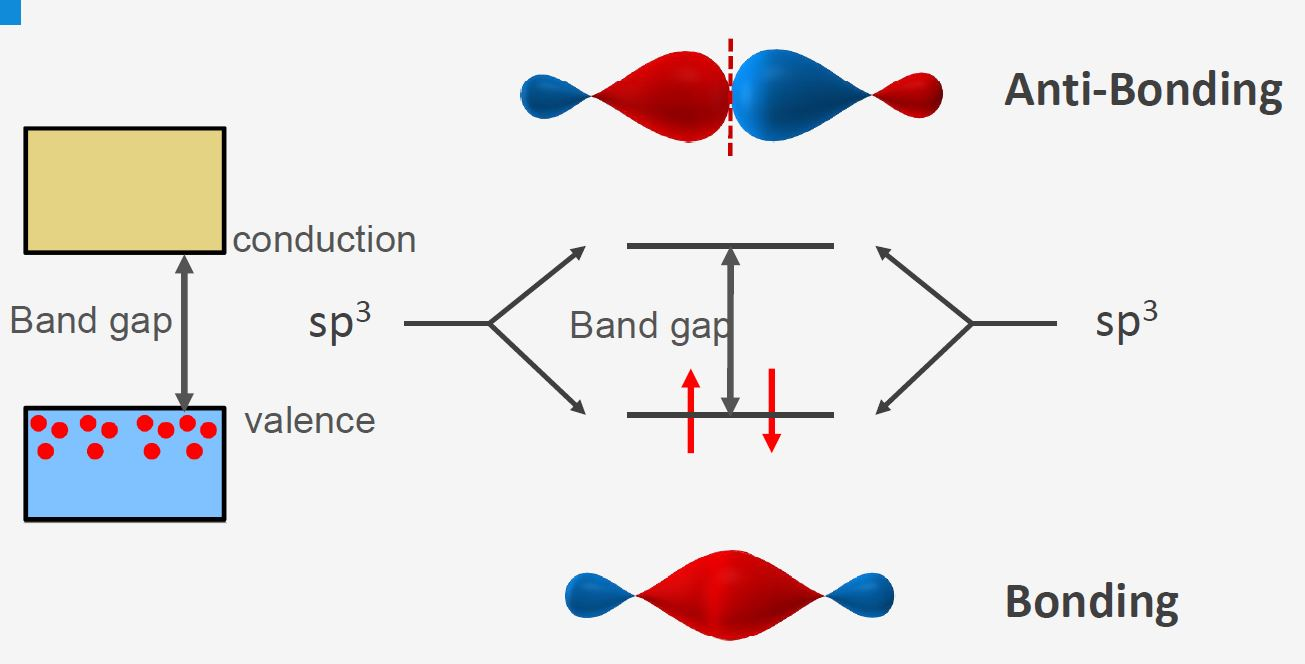 Anti-Bonding
conduction
Band gap
sp³
Band gap
sp³
valence
Bonding